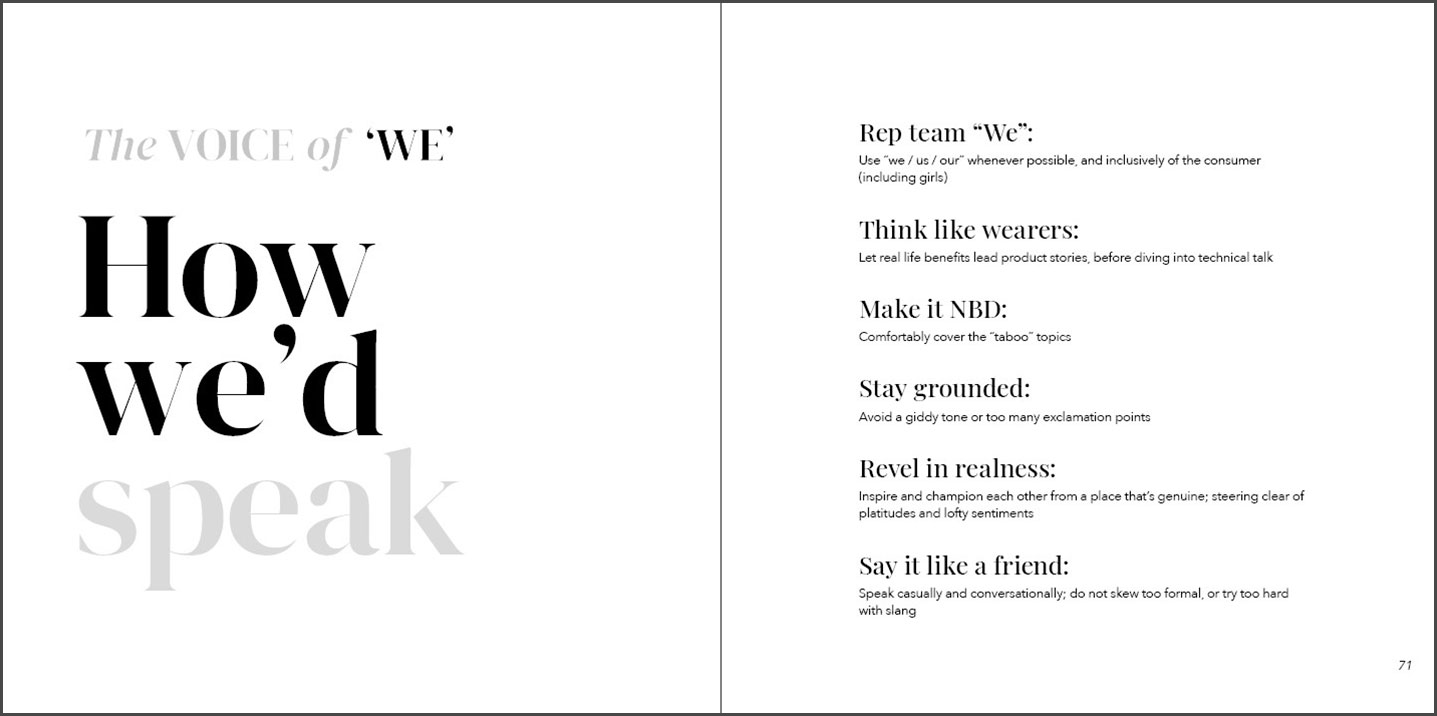 The VOICE of ‘WE’
How
we’d
speak
Rep team “We”:
Use “we / us / our” whenever possible, and inclusively of the consumer
(including girls)
Think like wearers:
Let real life benefits lead product stories, before diving into technical talk
Make it NBD:
Comfortably cover the “taboo” topics
Stay grounded:
Avoid a giddy tone or too many exclamation points
Revel in realness:
Inspire and champion each other from a place that’s genuine; steering clear of
platitudes and lofty sentiments
Say it like a friend:
Speak casually and conversationally; do not skew too formal, or try too hard
with slang
71